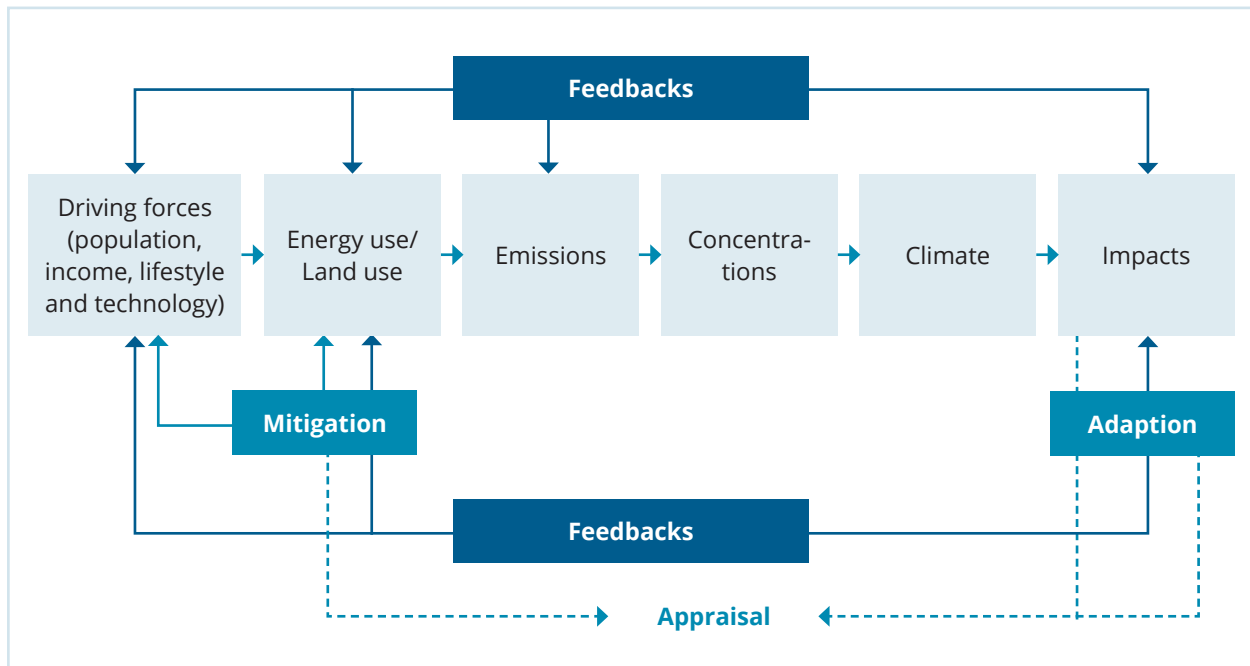 Feedbacks
Driving forces
(population,
income, lifestyle
and technology)
Energy use/
Land use
Emissions
Concentra-
tions
Climate
Impacts
Mitigation
Adaption
Feedbacks
Appraisal